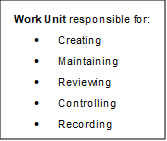 Work Unit responsible for:
• Creating
• Maintaining
• Reviewing
• Controlling
• Recording